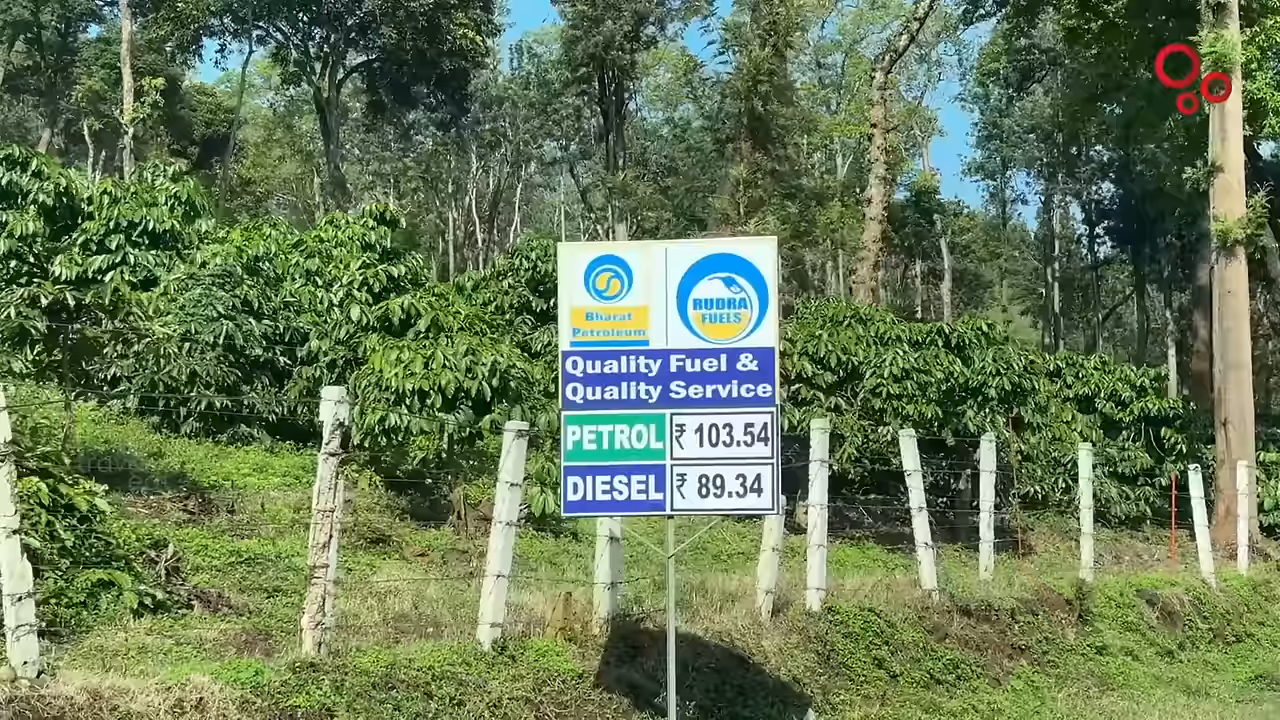 Bharat
Petroleum
RUDRA
FUELS
Quality Fuel &
Quality Service
PETROL ₹ 103.54
DIESEL ₹ 89.34